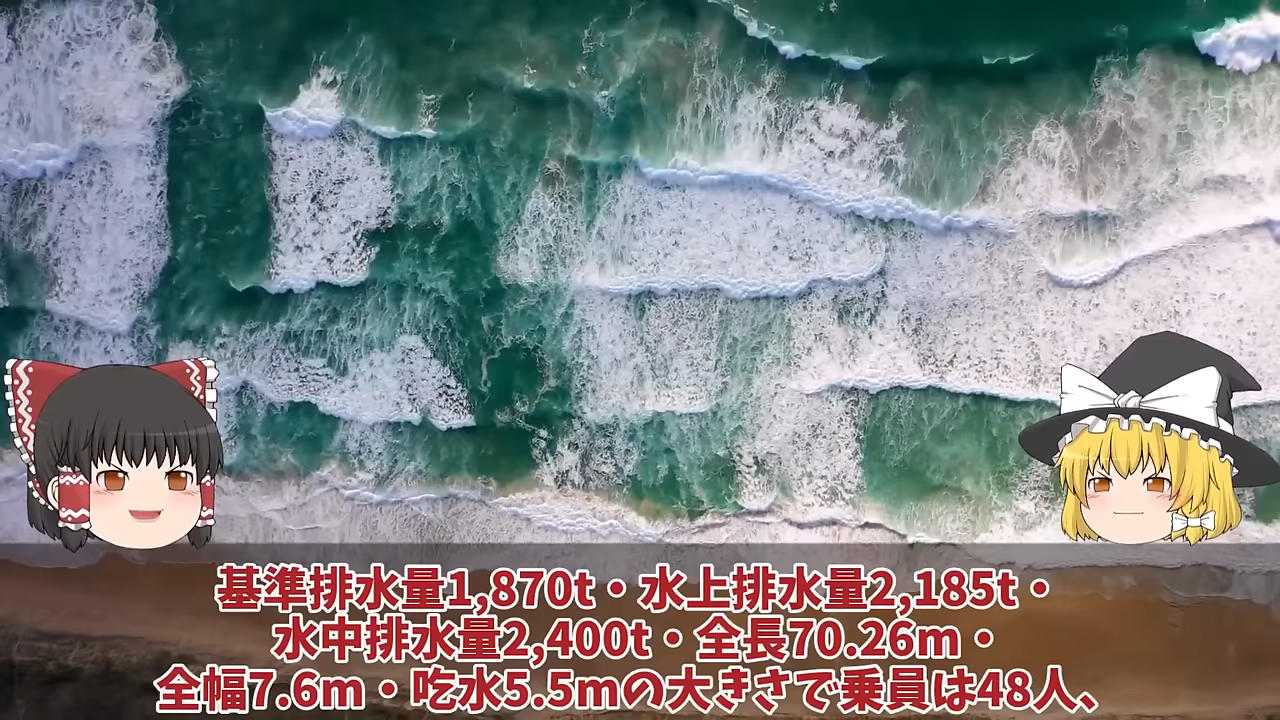 基準排水量1,870t・水上排水量2,185t・
水中排水量2,400t・全長70.26m・
全幅7.6m・吃水5.5mの大きさで乗員は48人、